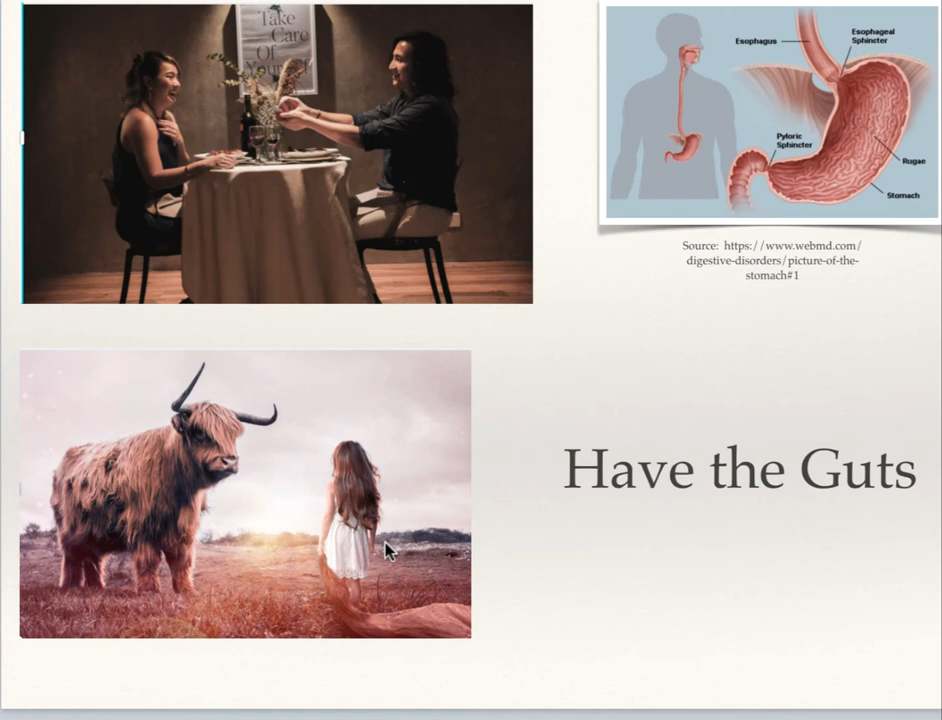 Take
Care
Of
Yourself
Esophagus
Esophageal
Sphincter
Pyloric
Sphincter
Rugae
Stomach
Source: https://www.webmd.com/
digestive-disorders/picture-of-the-
stomach#1
Have the Guts